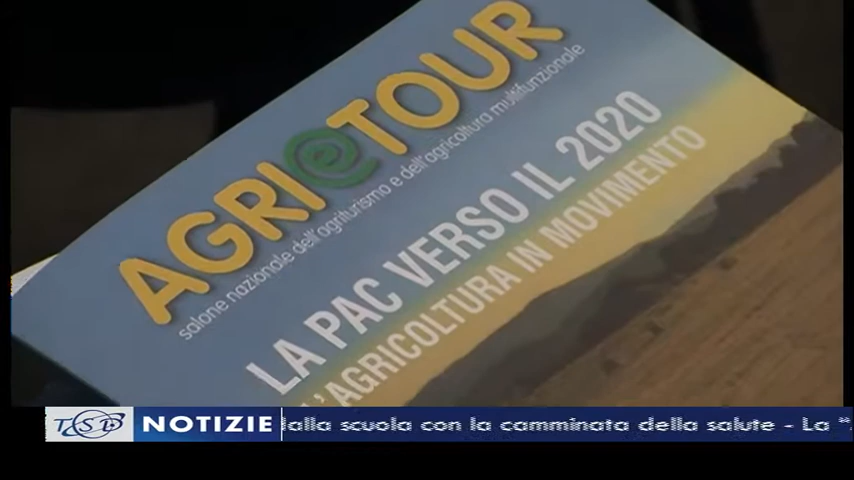 AGRI@TOUR
salone nazionale dell'agriturismo e dell'agricoltura multifunzionale
LA PAC VERSO IL 2020
L'AGRICOLTURA IN MOVIMENTO
TSD NOTIZIE dalla scuola con la camminata della salute - La